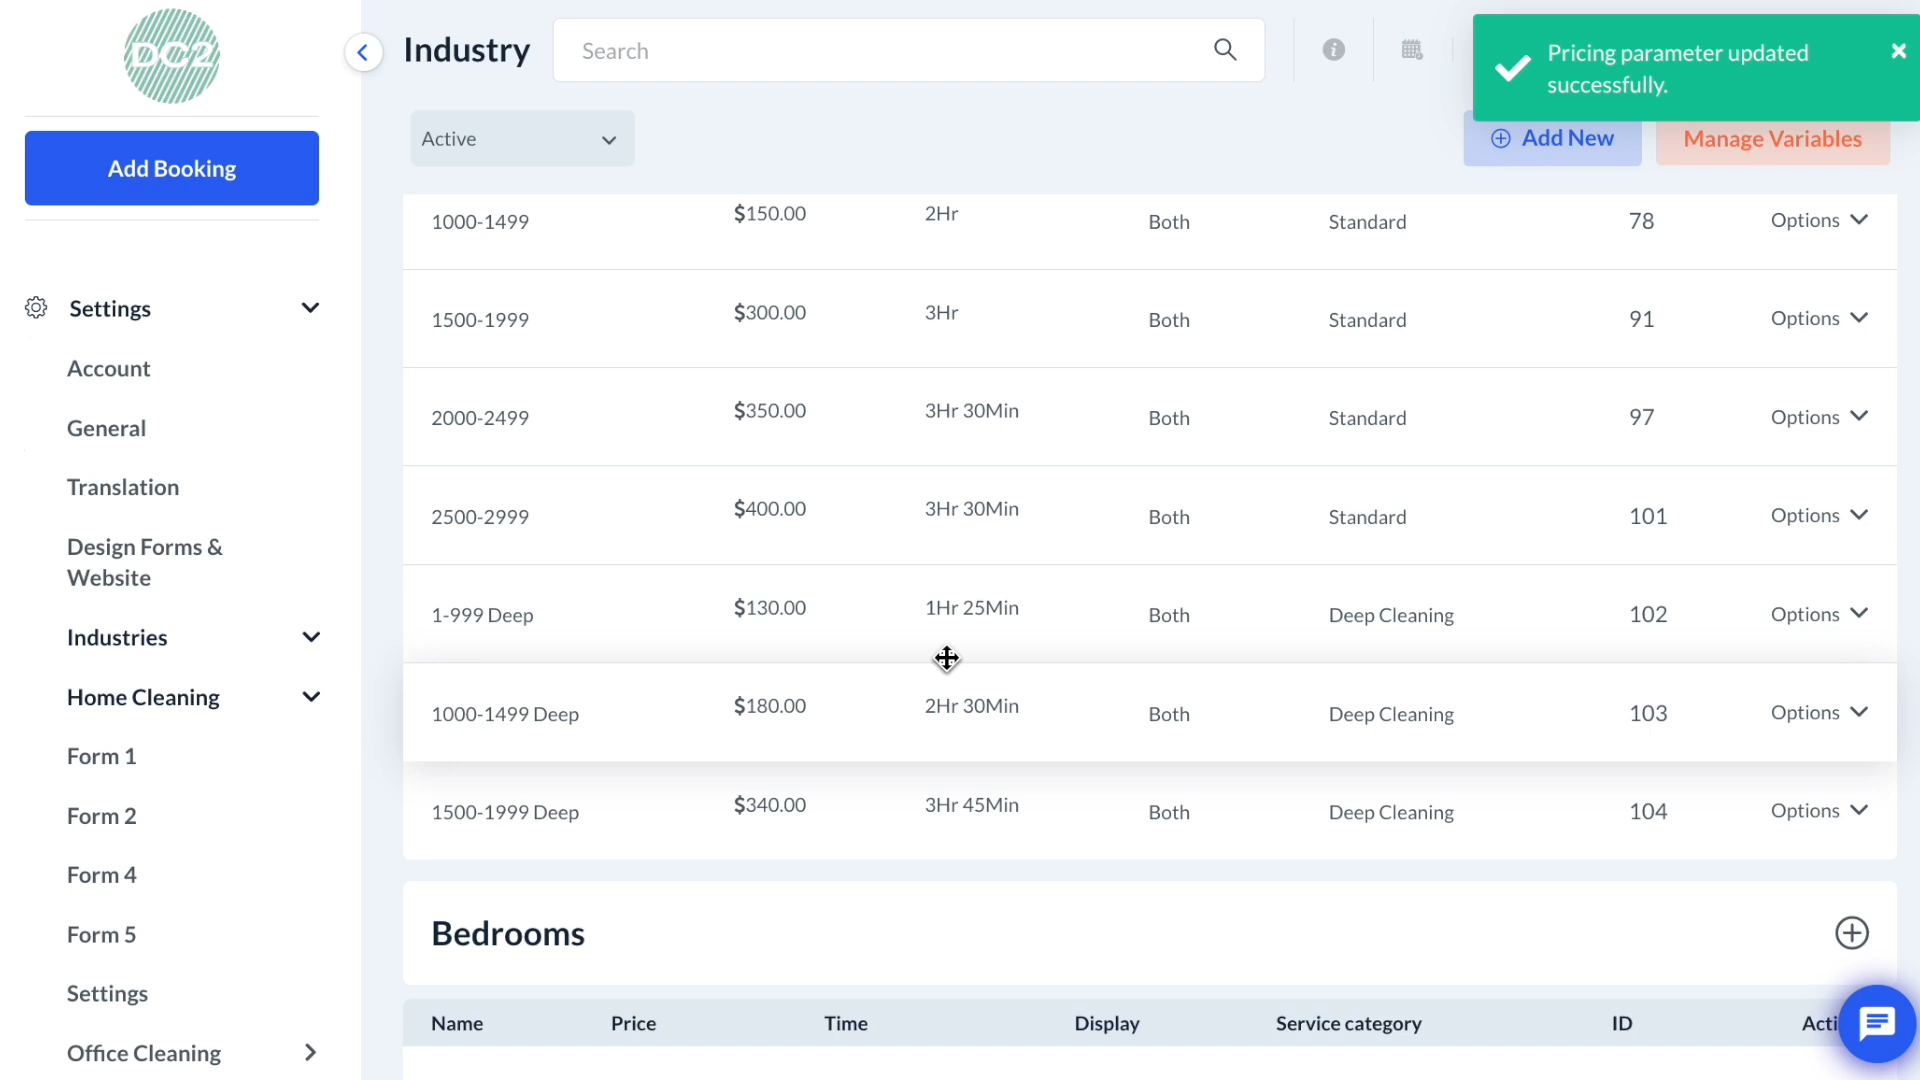 DC2
Add Booking
Settings
Account
General
Translation
Design Forms &
Website
Industries
Home Cleaning
Form 1
Form 2
Form 4
Form 5
Settings
Office Cleaning
Industry
Search
Pricing parameter updated
successfully.
Active
Add New
Manage Variables
1000-1499 $150.00 2Hr Both Standard 78 Options
1500-1999 $300.00 3Hr Both Standard 91 Options
2000-2499 $350.00 3Hr 30Min Both Standard 97 Options
2500-2999 $400.00 3Hr 30Min Both Standard 101 Options
1-999 Deep $130.00 1Hr 25Min Both Deep Cleaning 102 Options
1000-1499 Deep $180.00 2Hr 30Min Both Deep Cleaning 103 Options
1500-1999 Deep $340.00 3Hr 45Min Both Deep Cleaning 104 Options
Bedrooms
Name Price Time Display Service category ID Acti